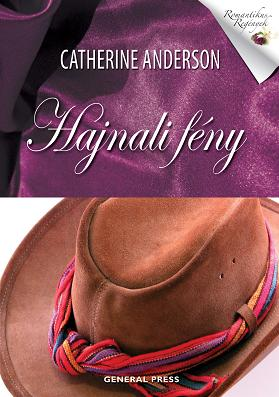 Romantikus
Regények
CATHERINE ANDERSON
Hajnali fény
GENERAL PRESS